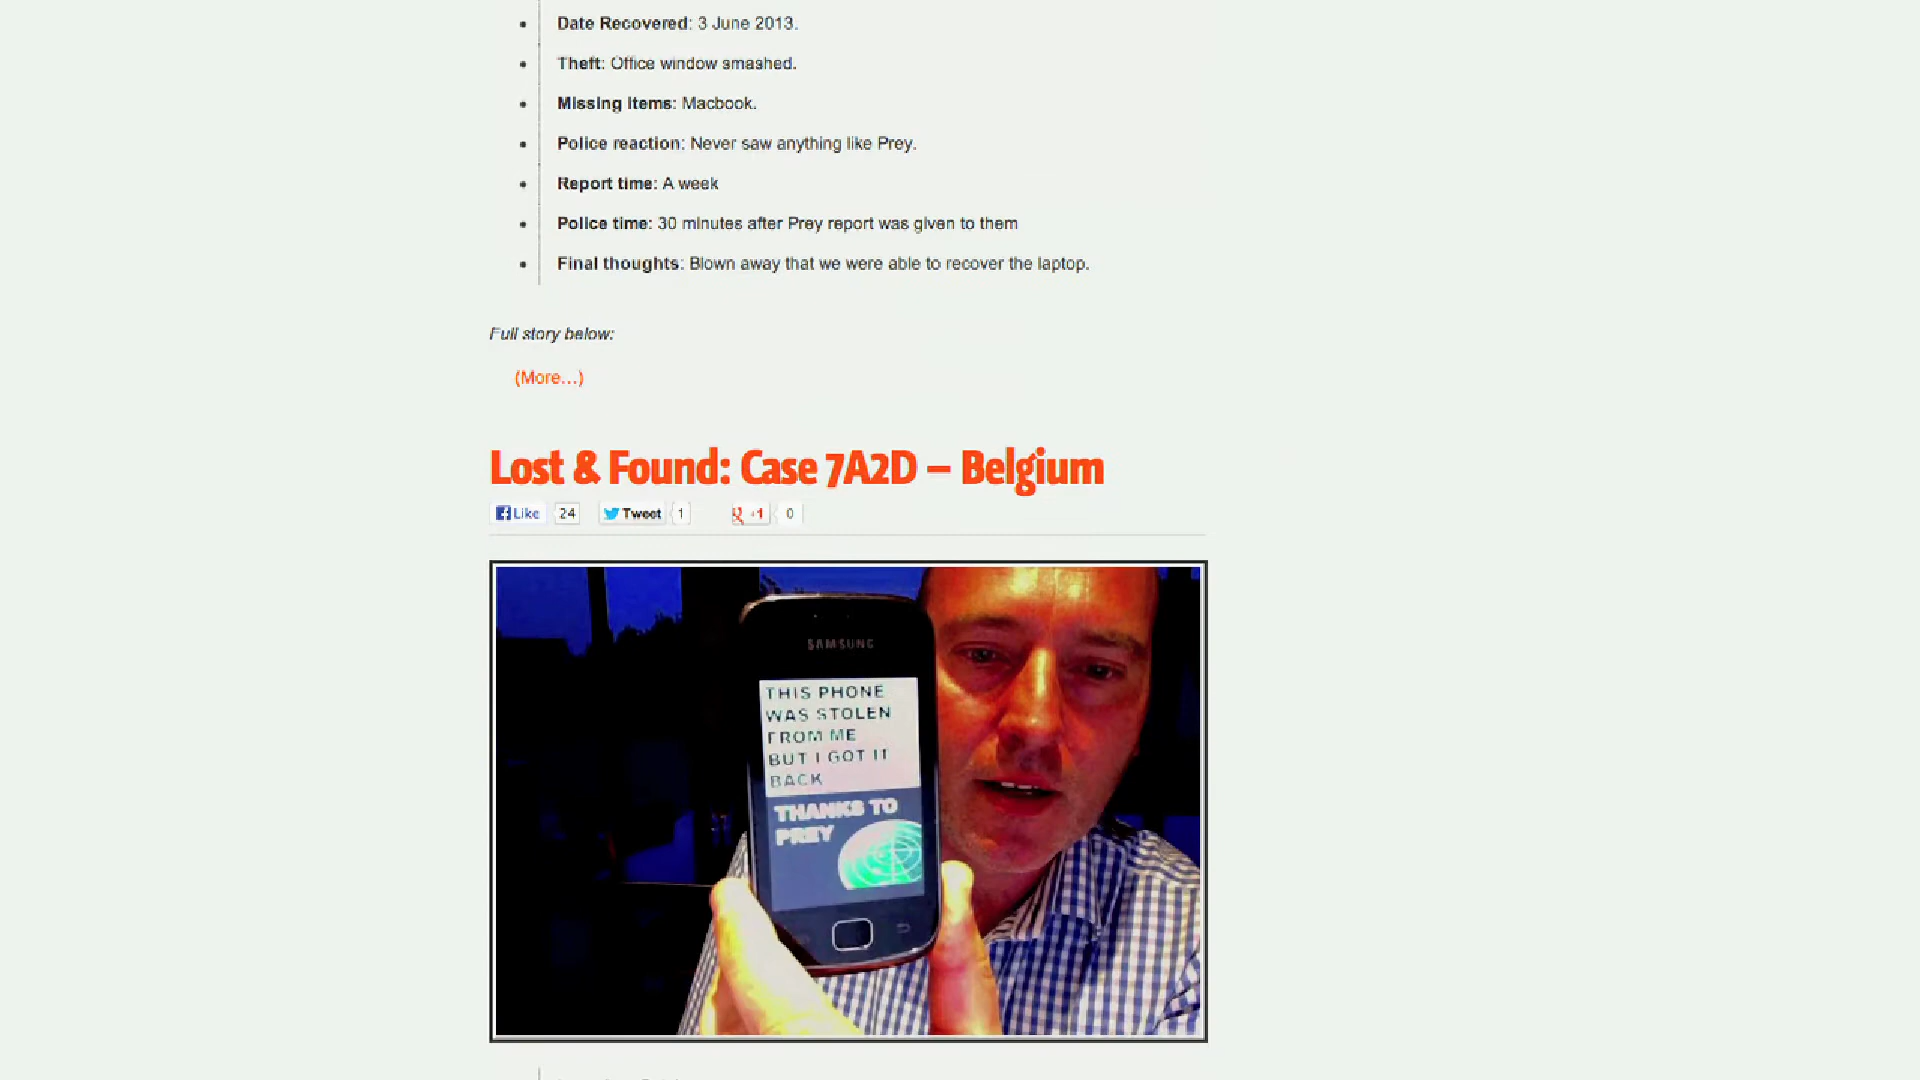 Date Recovered: 3 June 2013.
Theft: Office window smashed.
Missing items: Macbook.
Police reaction: Never saw anything like Prey.
Report time: A week
Police time: 30 minutes after Prey report was given to them
Final thoughts: Blown away that we were able to recover the laptop.
Full story below:
(More...)
Lost & Found: Case 7A2D – Belgium
Like 24 Tweet 1 +1 0
SAMSUNG
THIS PHONE
WAS STOLEN
FROM ME
BUT I GOT IT
BACK
THANKS TO
PREY